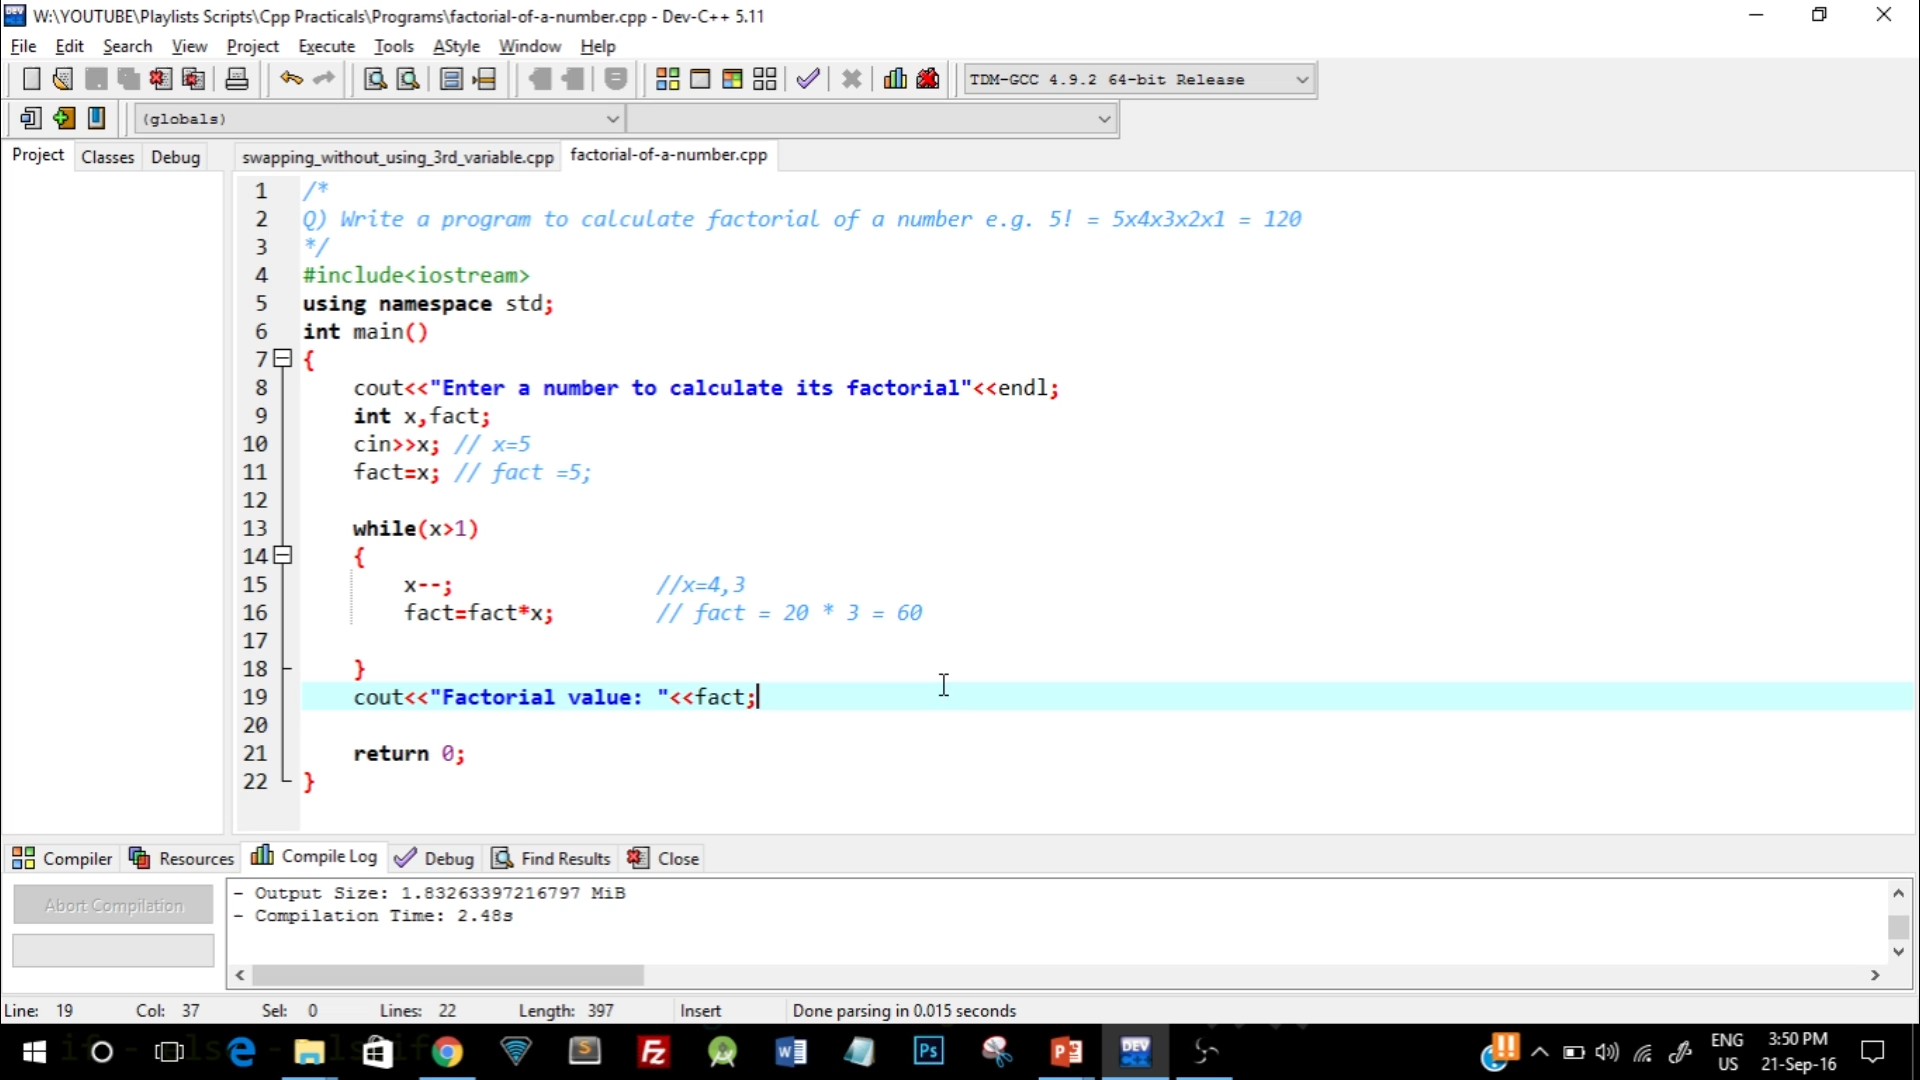 W:\YOUTUBE\Playlists Scripts\Cpp Practicals\Programs\factorial-of-a-number.cpp - Dev-C++ 5.11
File Edit Search View Project Execute Tools AStyle Window Help
TDM-GCC 4.9.2 64-bit Release
(globals)
Project Classes Debug swapping_without_using_3rd_variable.cpp factorial-of-a-number.cpp
1 /*
2 Q) Write a program to calculate factorial of a number e.g. 5! = 5x4x3x2x1 = 120
3 */
4 #include<iostream>
5 using namespace std;
6 int main()
7 {
8 cout<<"Enter a number to calculate its factorial"<<endl;
9 int x,fact;
10 cin>>x; // x=5
11 fact=x; // fact =5;
12
13 while(x>1)
14 {
15 x--; //x=4,3
16 fact=fact*x; // fact = 20 * 3 = 60
17
18 }
19 cout<<"Factorial value: "<<fact;
20
21 return 0;
22 }
Compiler Resources Compile Log Debug Find Results Close
Abort Compilation
- Output Size: 1.83263397216797 MiB
- Compilation Time: 2.48s
Line: 19 Col: 37 Sel: 0 Lines: 22 Length: 397 Insert Done parsing in 0.015 seconds
ENG 3:50 PM
US 21-Sep-16